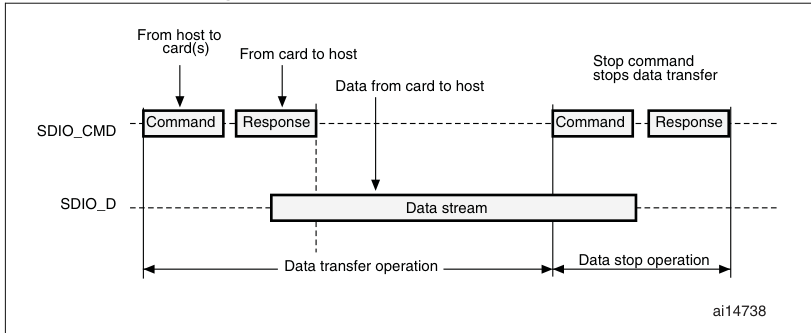 From host to
card(s)
From card to host
Data from card to host
Stop command
stops data transfer
SDIO_CMD
Command
Response
Command
Response
SDIO_D
Data stream
Data transfer operation
Data stop operation
ai14738